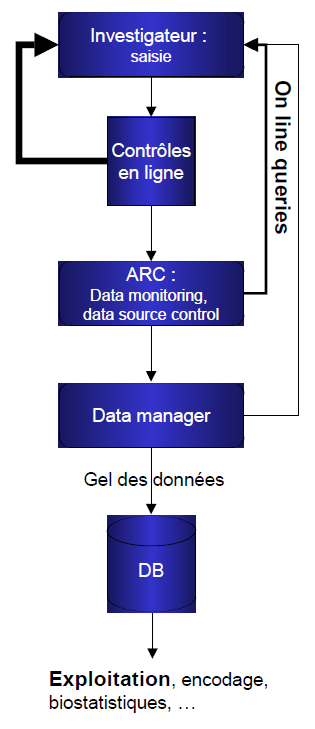 Investigateur :
saisie
On line queries
Contrôles
en ligne
ARC :
Data monitoring,
data source control
Data manager
Gel des données
DB
Exploitation, encodage,
biostatistiques, …